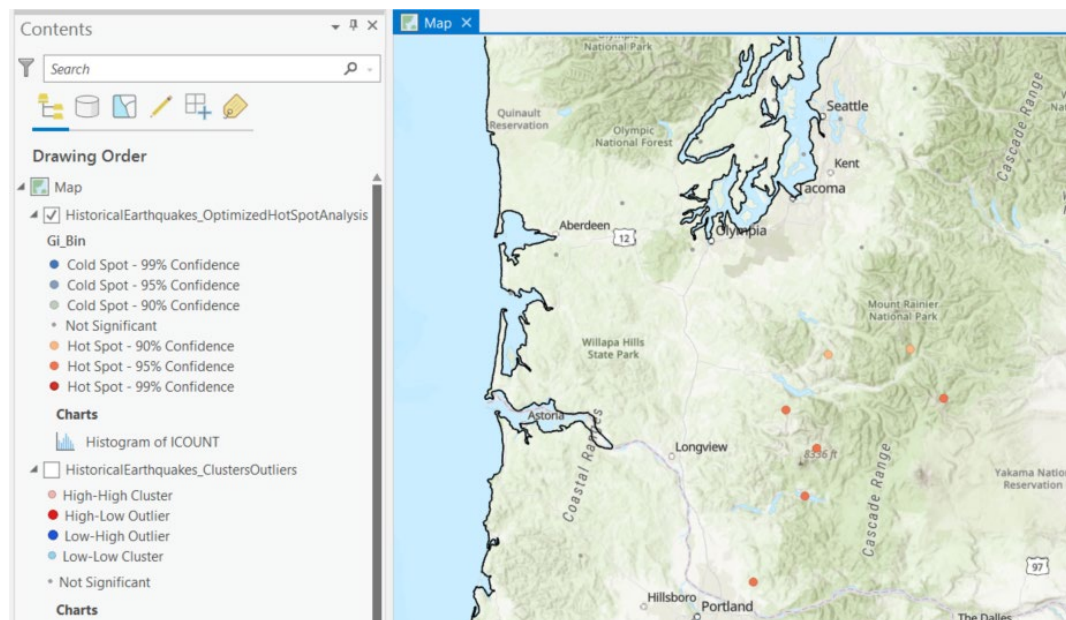 Contents
Search
Drawing Order
Map
HistoricalEarthquakes_OptimizedHotSpotAnalysis
Gi_Bin
Cold Spot - 99% Confidence
Cold Spot - 95% Confidence
Cold Spot - 90% Confidence
Not Significant
Hot Spot - 90% Confidence
Hot Spot - 95% Confidence
Hot Spot - 99% Confidence
Charts
Histogram of ICOUNT
HistoricalEarthquakes_ClustersOutliers
High-High Cluster
High-Low Outlier
Low-High Outlier
Low-Low Cluster
Not Significant
Charts
Map
National Park
Quinault
Reservation
Olympic
National Forest
Seattle
Kent
Tacoma
Cascade Range
Aberdeen
12
Olympia
Mount Rainier
National Park
Willapa Hills
State Park
Astoria
Coastal Ranges
Longview
Cascade Range
Yakama Natio
Reservation
97
Hillsboro
Portland
The Dalles